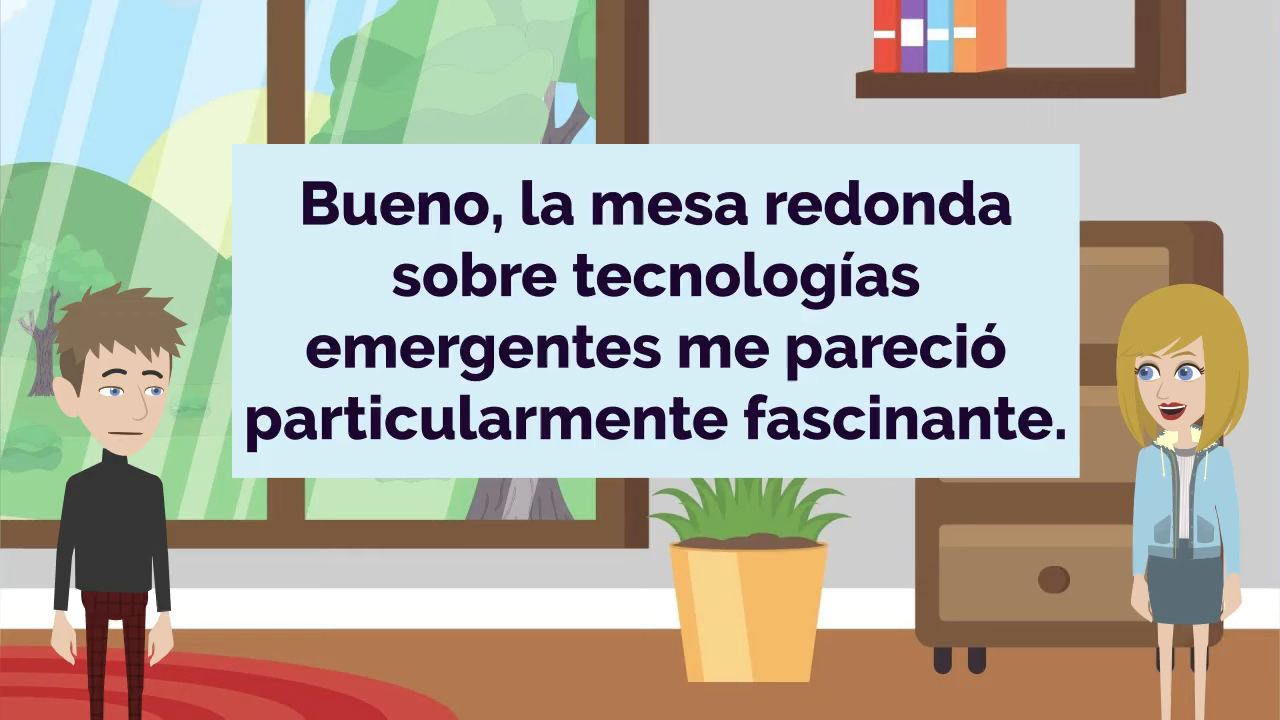 Bueno, la mesa redonda
sobre tecnologías
emergentes me pareció
particularmente fascinante.